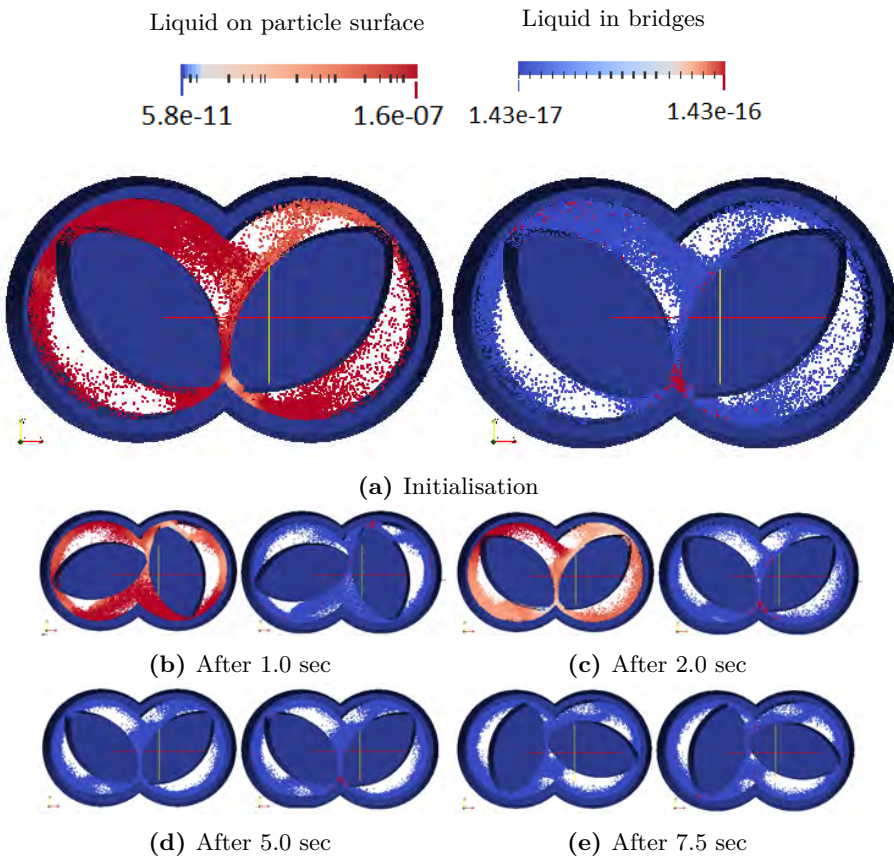 Liquid on particle surface
Liquid in bridges
5.8e-11
1.6e-07
1.43e-17
1.43e-16
(a) Initialisation
(b) After 1.0 sec
(c) After 2.0 sec
(d) After 5.0 sec
(e) After 7.5 sec